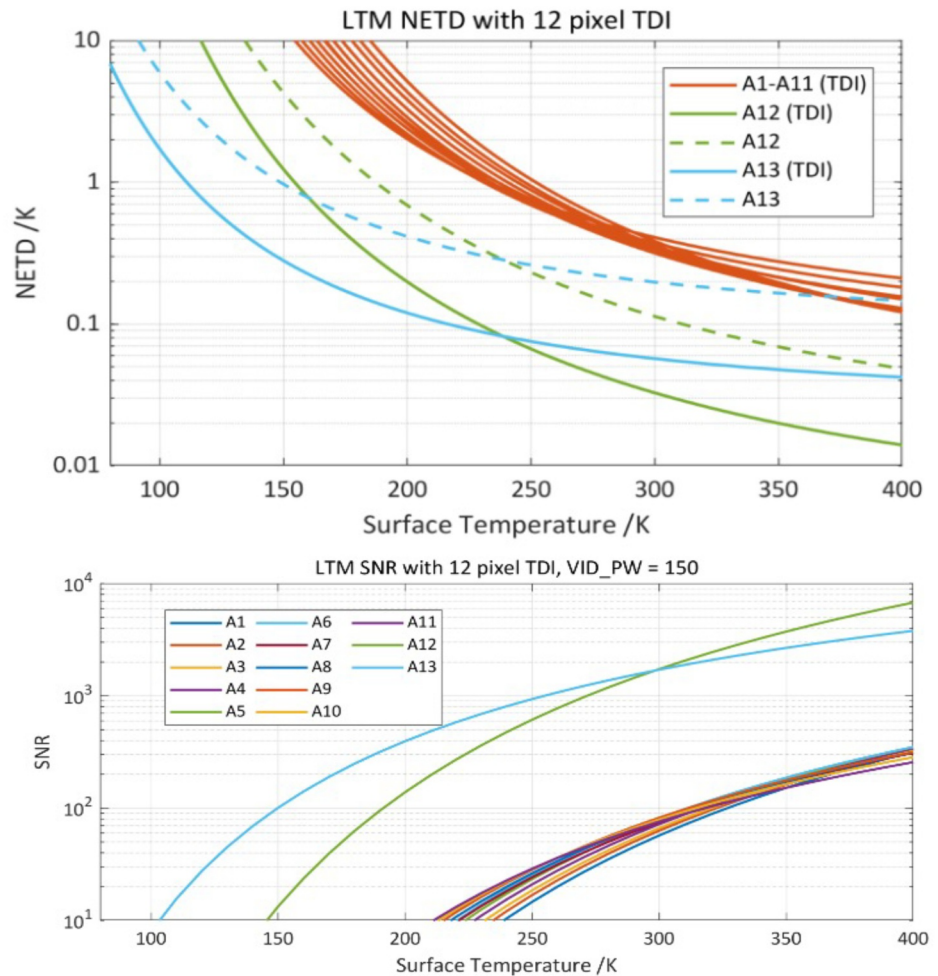 LTM NETD with 12 pixel TDI
10
1
0.1
0.01
NETD /K
A1-A11 (TDI)
A12 (TDI)
A12
A13 (TDI)
A13
100 150 200 250 300 350 400
Surface Temperature /K
LTM SNR with 12 pixel TDI, VID_PW = 150
10⁴
10³
10²
10¹
SNR
A1 A6 A11
A2 A7 A12
A3 A8 A13
A4 A9
A5 A10
100 150 200 250 300 350 400
Surface Temperature /K